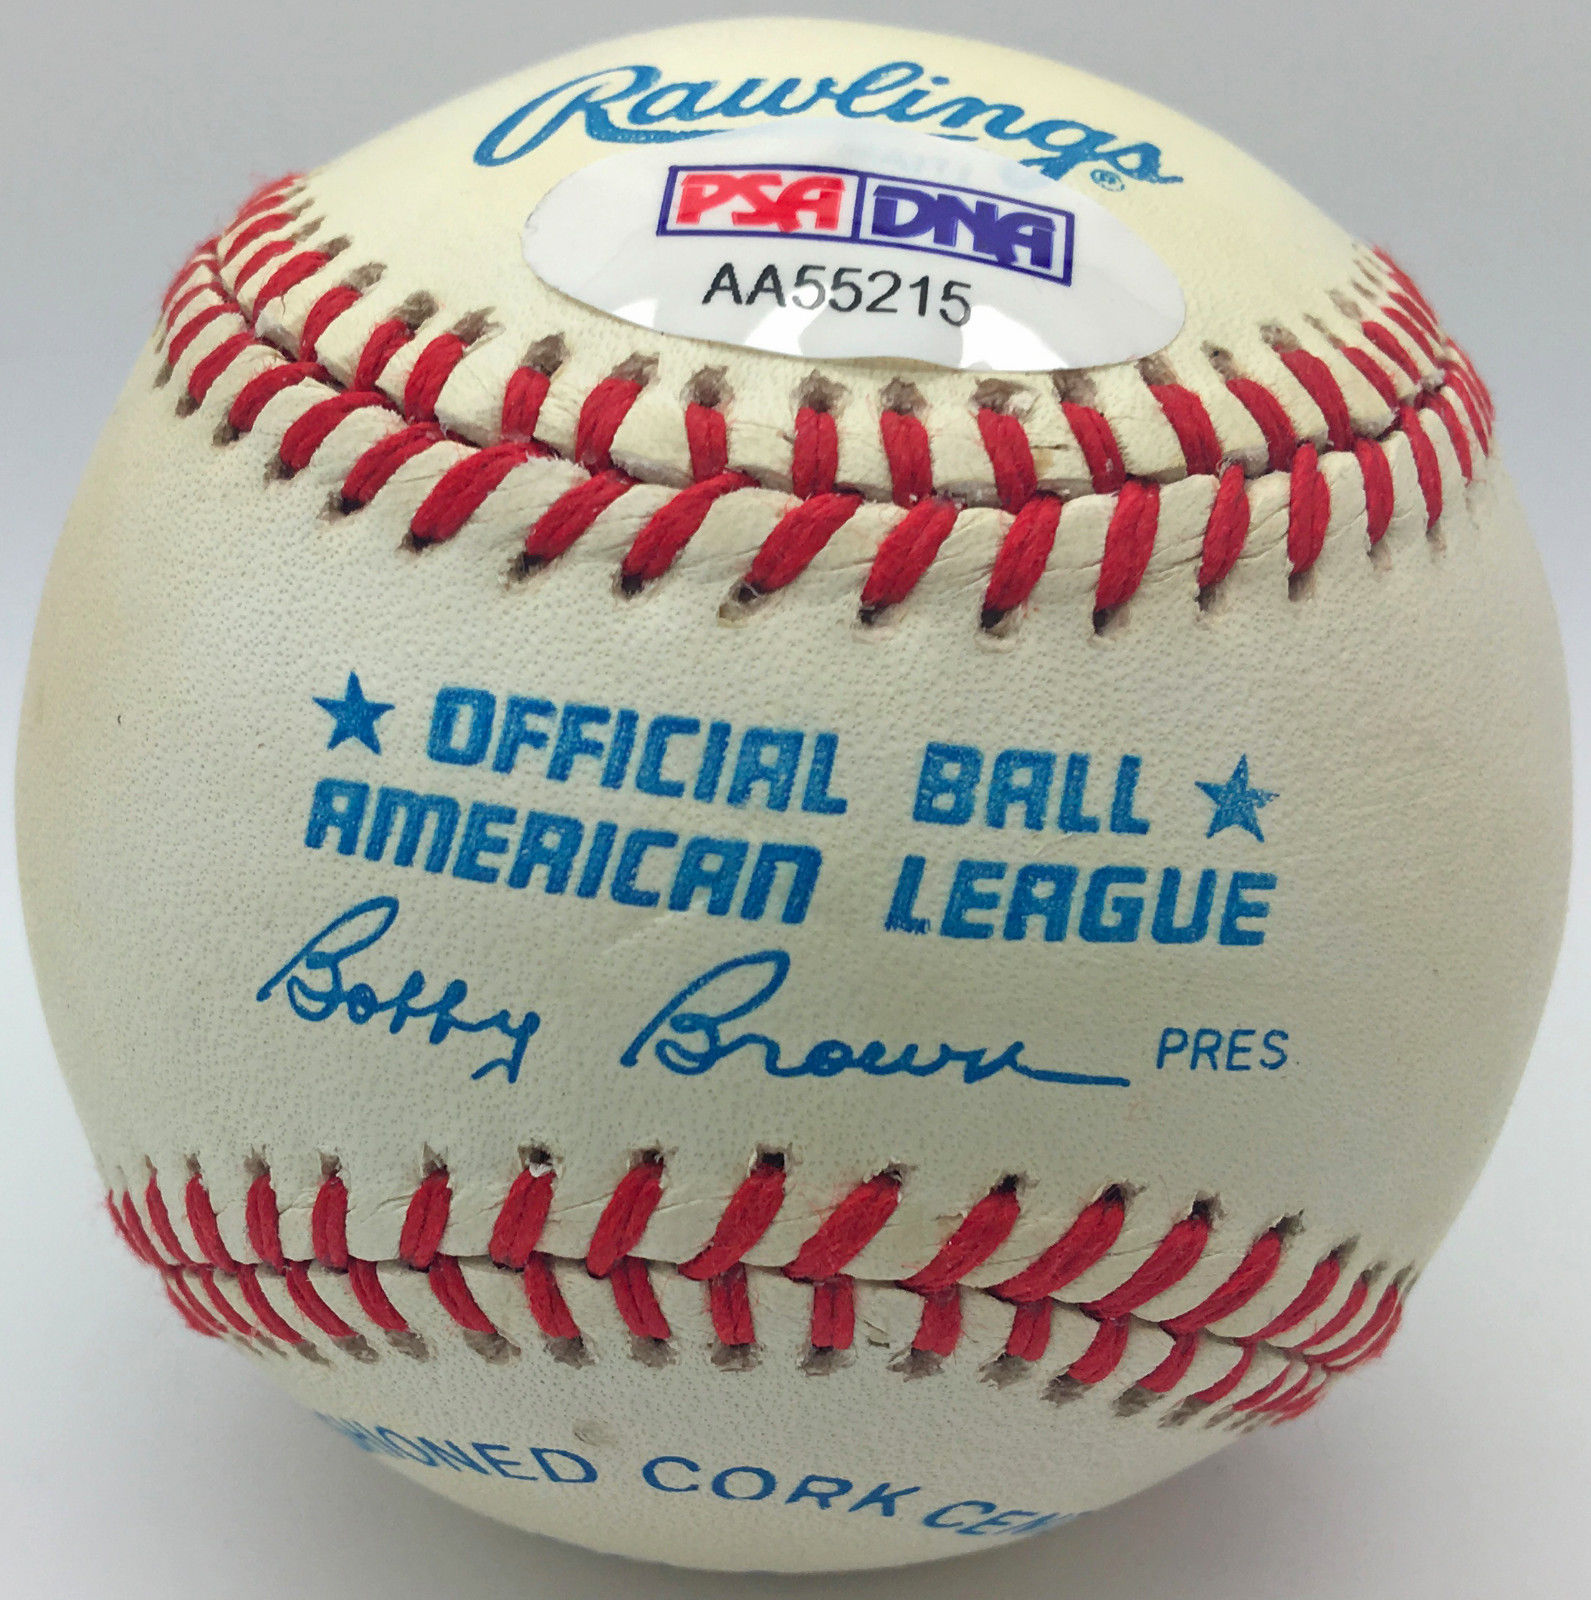 Rawlings®
PSA DNA
AA55215
★ OFFICIAL BALL ★
AMERICAN LEAGUE
Bobby Brown PRES
CORK